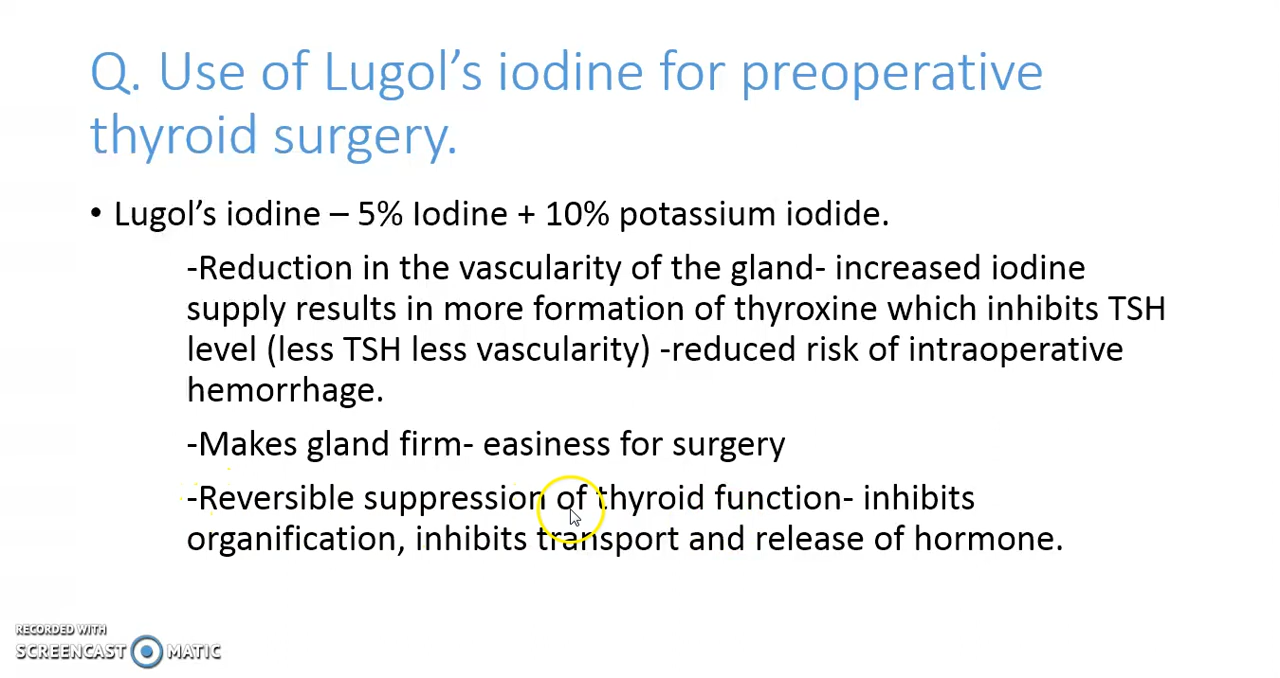 Q. Use of Lugol’s iodine for preoperative
thyroid surgery.
• Lugol’s iodine – 5% Iodine + 10% potassium iodide.
-Reduction in the vascularity of the gland- increased iodine
supply results in more formation of thyroxine which inhibits TSH
level (less TSH less vascularity) -reduced risk of intraoperative
hemorrhage.
-Makes gland firm- easiness for surgery
-Reversible suppression of thyroid function- inhibits
organification, inhibits transport and release of hormone.
RECORDED WITH
SCREENCAST MATIC